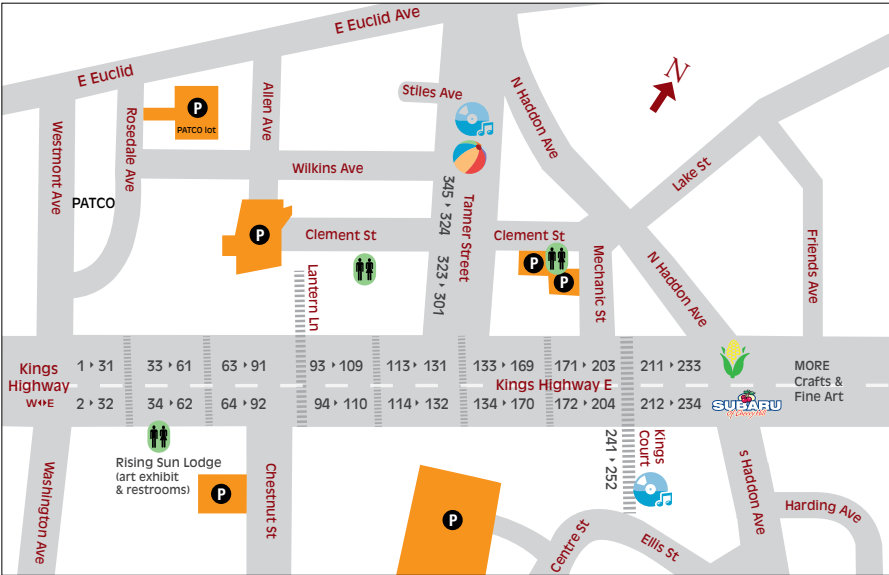 E Euclid Ave
E Euclid
N
Stiles Ave
Allen Ave
N Haddon Ave
P
PATCO lot
Rosedale Ave
Westmont Ave
Wilkins Ave
Lake St
PATCO
345 ▸ 324
Tanner Street
P
Clement St
Clement St
Friends Ave
323 ▸ 301
P
P
Mechanic St
N Haddon Ave
Lantern Ln
Kings
Highway
W◂▸E
1 ▸ 31
33 ▸ 61
63 ▸ 91
93 ▸ 109
113 ▸ 131
133 ▸ 169
171 ▸ 203
211 ▸ 233
MORE
Crafts &
Fine Art
Kings Highway E
2 ▸ 32
34 ▸ 62
64 ▸ 92
94 ▸ 110
114 ▸ 132
134 ▸ 170
172 ▸ 204
212 ▸ 234
SUBARU
of Cherry Hill
241 ▸ 252
Kings
Court
Rising Sun Lodge
(art exhibit
& restrooms)
Washington Ave
P
Chestnut St
P
Centre St
Ellis St
S Haddon Ave
Harding Ave